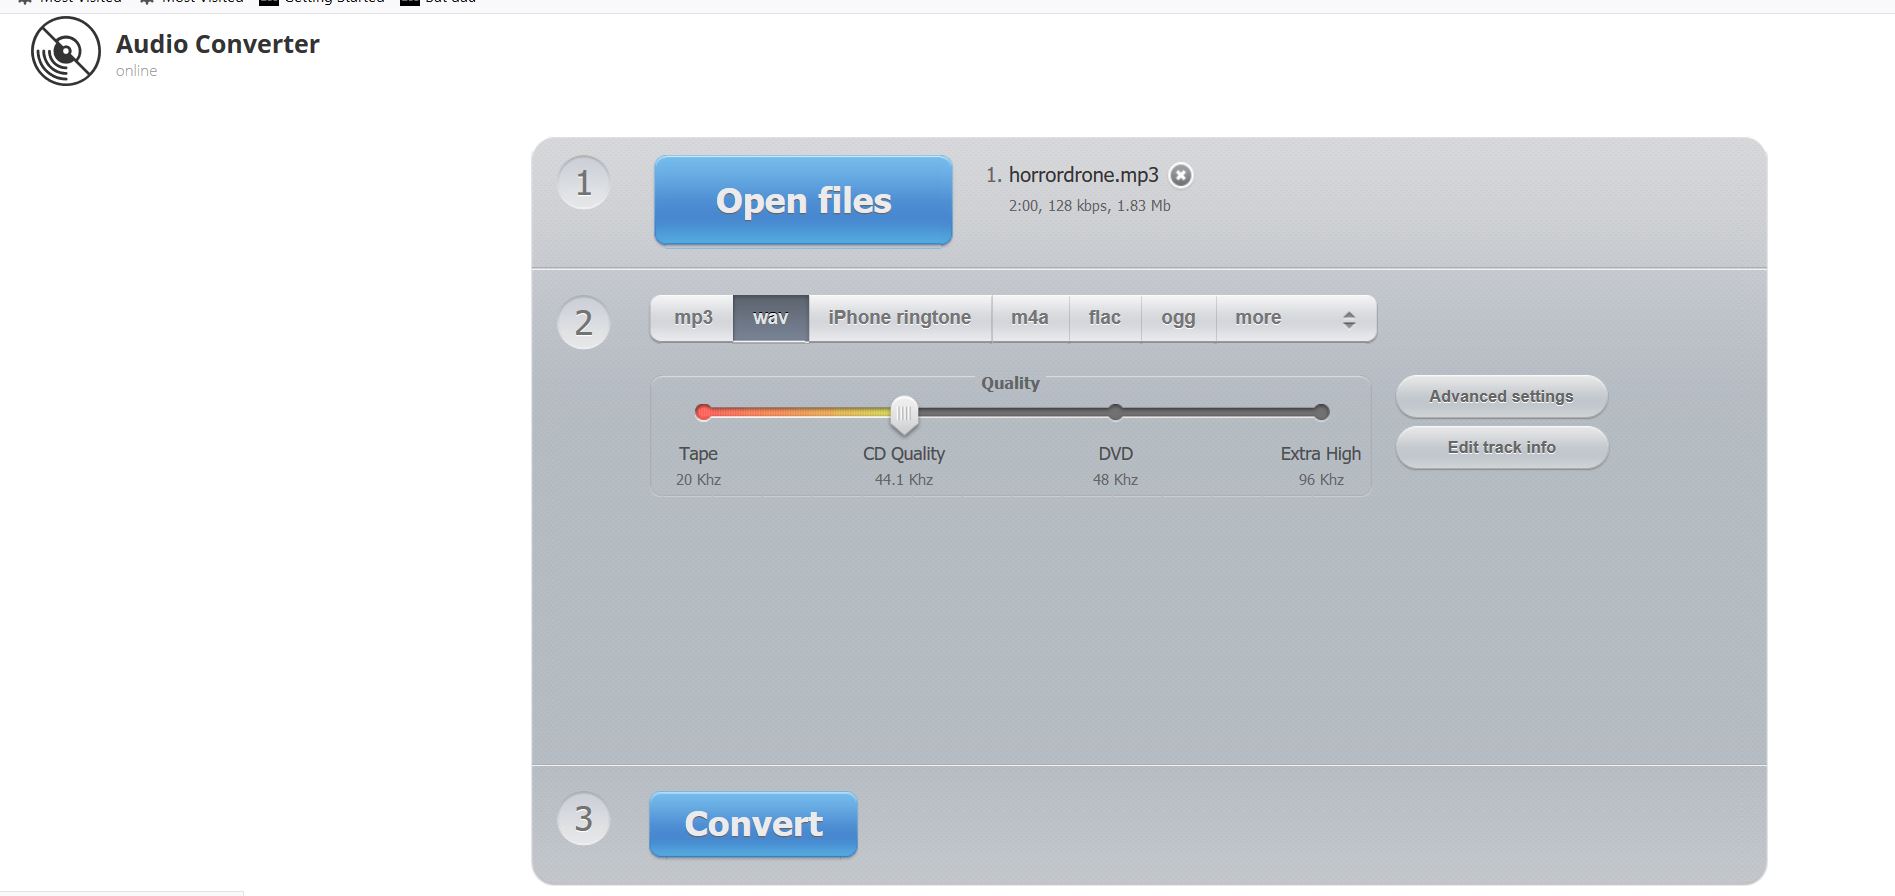 Most Visited Most Visited Getting Started
Audio Converter
online
1
Open files
1. horrordrone.mp3
2:00, 128 kbps, 1.83 Mb
2
mp3 wav iPhone ringtone m4a flac ogg more
Quality
Tape CD Quality DVD Extra High
20 Khz 44.1 Khz 48 Khz 96 Khz
Advanced settings
Edit track info
3
Convert